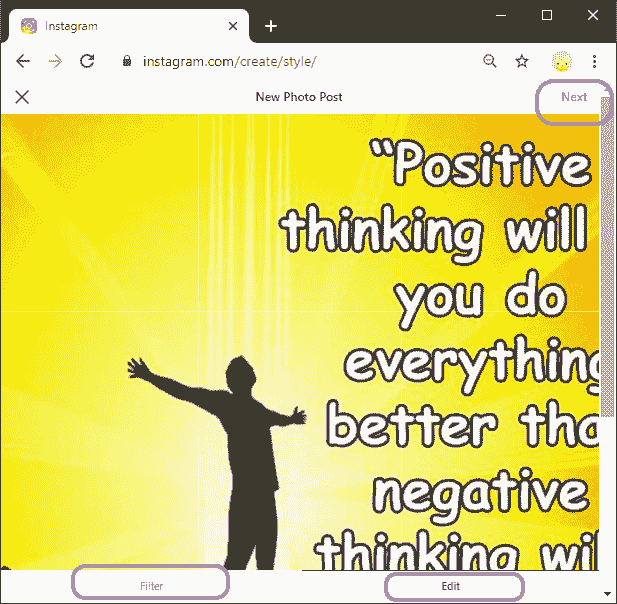 Instagram
instagram.com/create/style/
New Photo Post
Next
“Positive
thinking will
you do
everything
better tha
negative
thinking wil
Filter
Edit